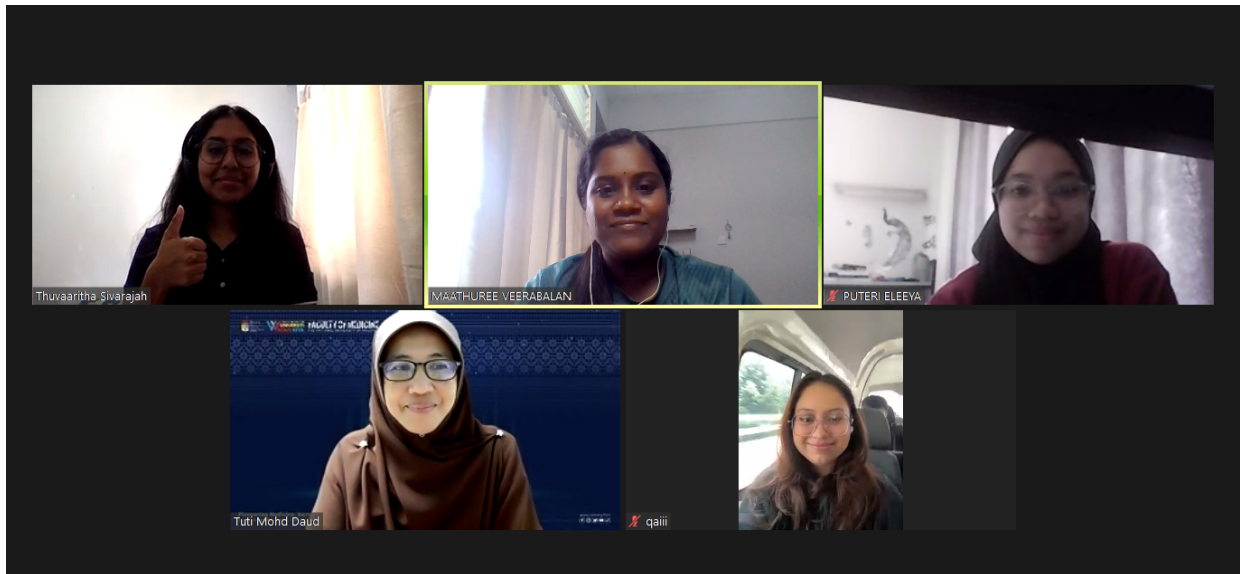 FACULTY OF MEDICINE
Thuvaaritha Sivarajah
MAATHUREE VEERABALAN
PUTERI ELEEYA
Tuti Mohd Daud
qaiii